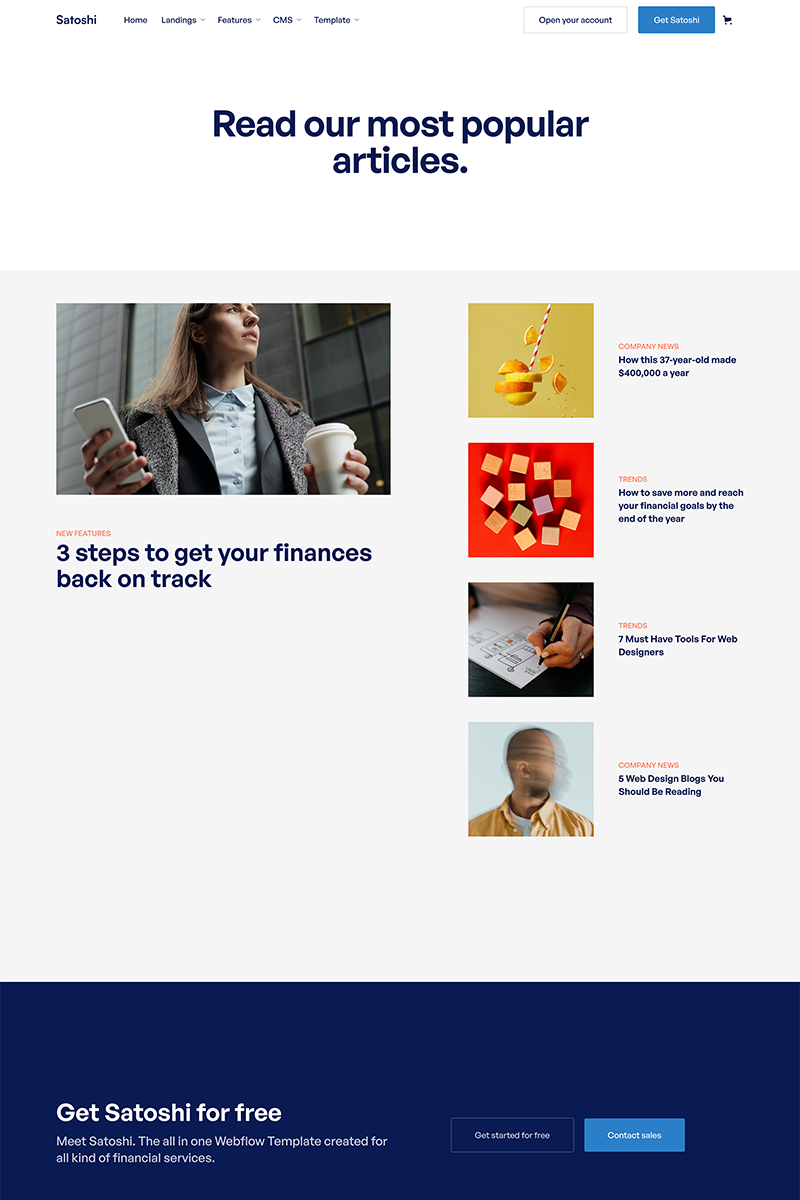 Satoshi
Home
Landings
Features
CMS
Template
Open your account
Get Satoshi
Read our most popular
articles.
NEW FEATURES
3 steps to get your finances
back on track
COMPANY NEWS
How this 37-year-old made
$400,000 a year
TRENDS
How to save more and reach
your financial goals by the
end of the year
TRENDS
7 Must Have Tools For Web
Designers
COMPANY NEWS
5 Web Design Blogs You
Should Be Reading
Get Satoshi for free
Meet Satoshi. The all in one Webflow Template created for
all kind of financial services.
Get started for free
Contact sales